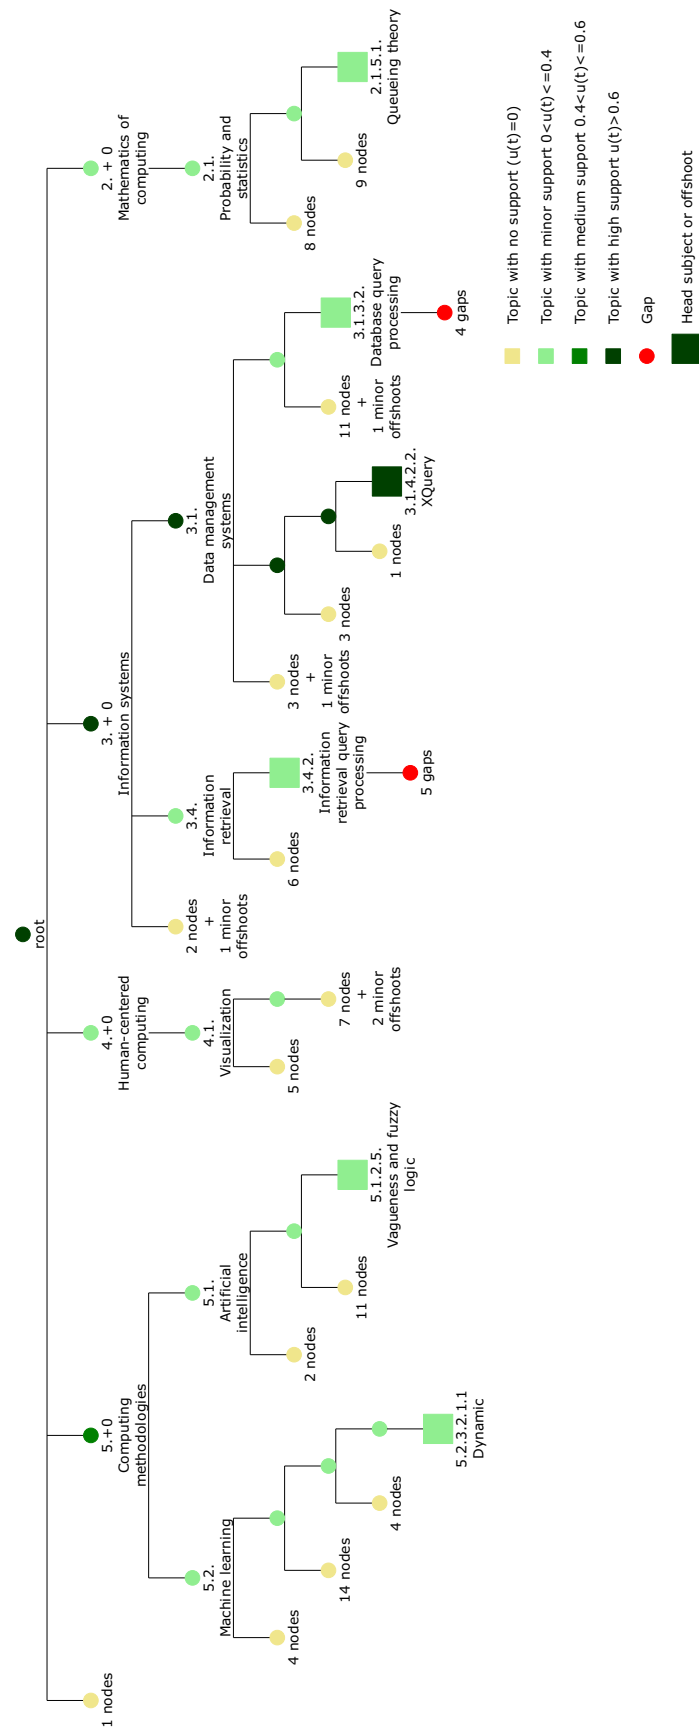 root
1 nodes
5.+0
Computing
methodologies
5.2.
Machine learning
4 nodes
14 nodes
4 nodes
5.2.3.2.1.1
Dynamic
5.1.
Artificial
intelligence
2 nodes
11 nodes
5.1.2.5.
Vagueness and fuzzy
logic
4.+0
Human-centered
computing
4.1.
Visualization
5 nodes
7 nodes
+
2 minor
offshoots
3. + 0
Information systems
2 nodes
+
1 minor
offshoots
3.4.
Information
retrieval
6 nodes
3.4.2.
Information
retrieval query
processing
5 gaps
3.1.
Data management
systems
3 nodes
+
1 minor
offshoots
3 nodes
1 nodes
3.1.4.2.2.
XQuery
11 nodes
+
1 minor
offshoots
3.1.3.2.
Database query
processing
4 gaps
2. + 0
Mathematics of
computing
2.1.
Probability and
statistics
8 nodes
9 nodes
2.1.5.1.
Queueing theory
Topic with no support (u(t)=0)
Topic with minor support 0<u(t)<=0.4
Topic with medium support 0.4<u(t)<=0.6
Topic with high support u(t)>0.6
Gap
Head subject or offshoot